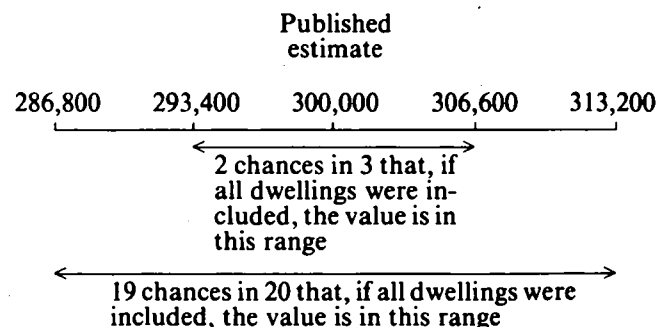 Published
estimate
286,800 293,400 300,000 306,600 313,200
2 chances in 3 that, if
all dwellings were in-
cluded, the value is in
this range
19 chances in 20 that, if all dwellings were
included, the value is in this range